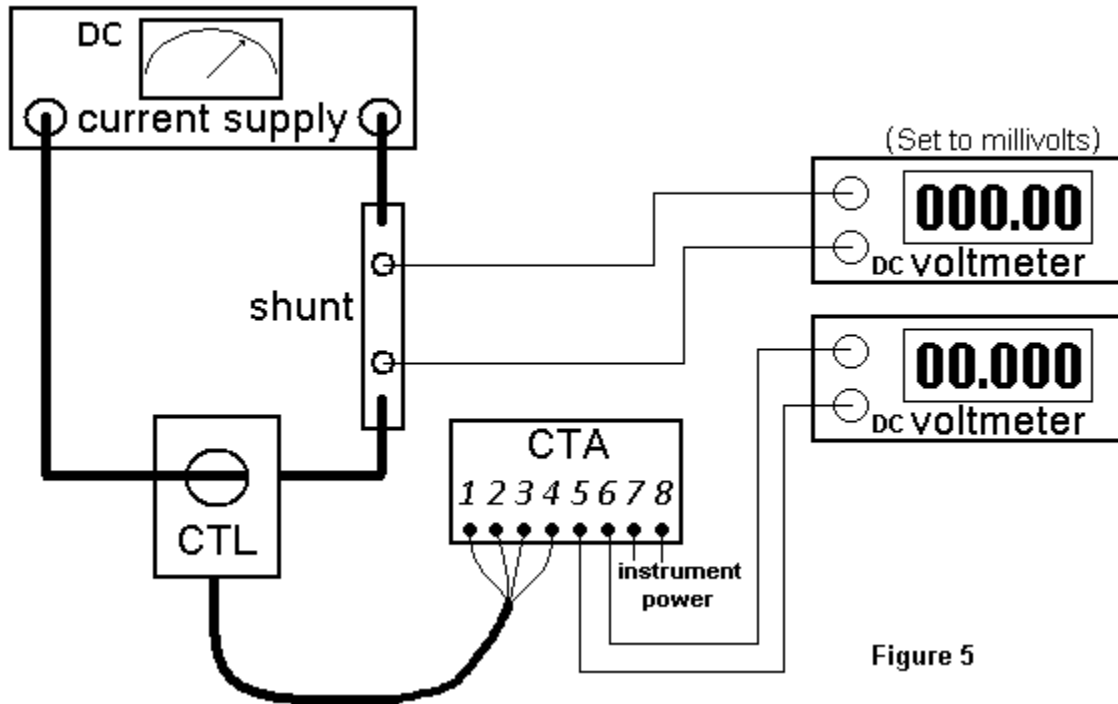 DC
current supply
(Set to millivolts)
000.00
DC voltmeter
shunt
00.000
DC voltmeter
CTA
1 2 3 4 5 6 7 8
CTL
instrument
power
Figure 5